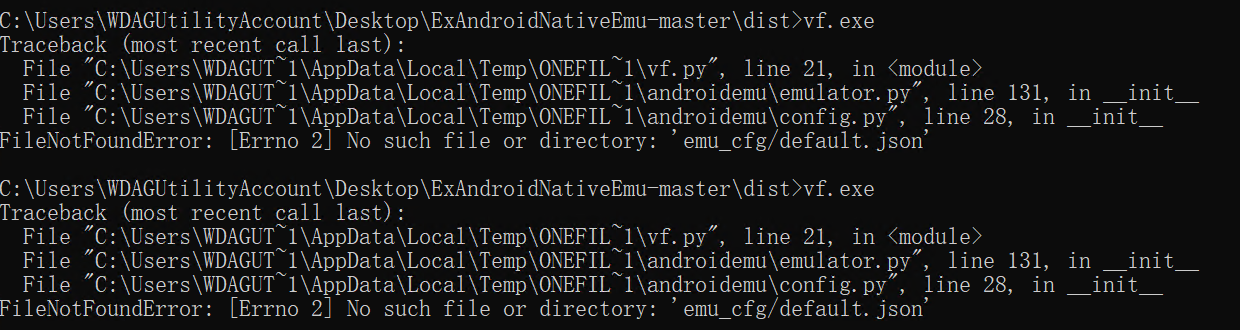 C:\Users\WDAGUtilityAccount\Desktop\ExAndroidNativeEmu-master\dist>vf.exe
Traceback (most recent call last):
  File "C:\Users\WDAGUT~1\AppData\Local\Temp\ONEFIL~1\vf.py", line 21, in <module>
  File "C:\Users\WDAGUT~1\AppData\Local\Temp\ONEFIL~1\androidemu\emulator.py", line 131, in __init__
  File "C:\Users\WDAGUT~1\AppData\Local\Temp\ONEFIL~1\androidemu\config.py", line 28, in __init__
FileNotFoundError: [Errno 2] No such file or directory: 'emu_cfg/default.json'
C:\Users\WDAGUtilityAccount\Desktop\ExAndroidNativeEmu-master\dist>vf.exe
Traceback (most recent call last):
  File "C:\Users\WDAGUT~1\AppData\Local\Temp\ONEFIL~1\vf.py", line 21, in <module>
  File "C:\Users\WDAGUT~1\AppData\Local\Temp\ONEFIL~1\androidemu\emulator.py", line 131, in __init__
  File "C:\Users\WDAGUT~1\AppData\Local\Temp\ONEFIL~1\androidemu\config.py", line 28, in __init__
FileNotFoundError: [Errno 2] No such file or directory: 'emu_cfg/default.json'